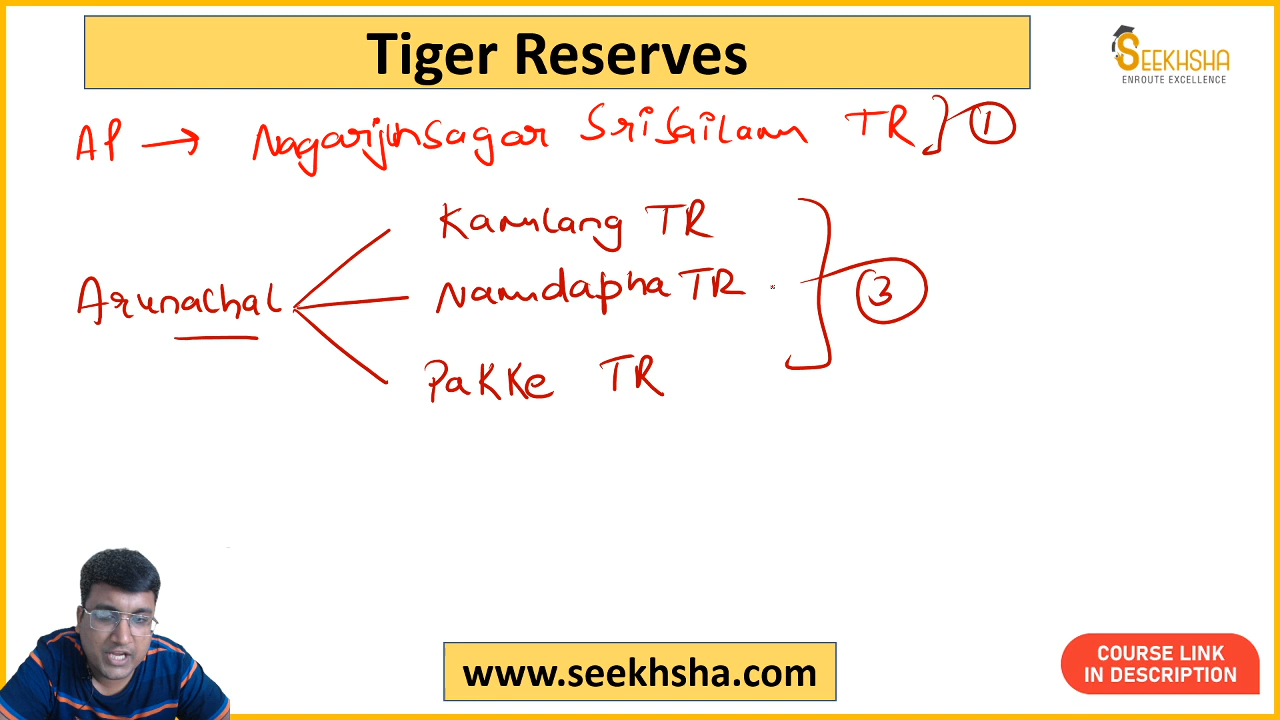 Tiger Reserves
SEEKHSHA
ENROUTE EXCELLENCE
AP → Nagarjunsagar Srisailam TR } 1
Kamlang TR
Arunachal Namdapha TR } 3
Pakke TR
www.seekhsha.com
COURSE LINK
IN DESCRIPTION